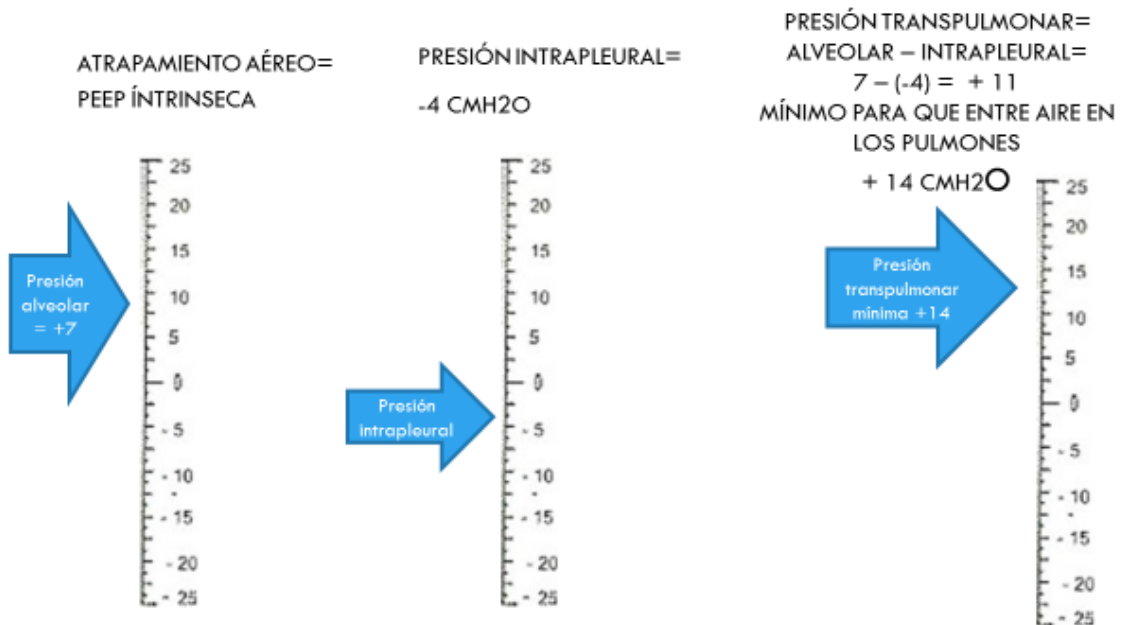 ATRAPAMIENTO AÉREO=
PEEP ÍNTRINSECA
PRESIÓN INTRAPLEURAL=
-4 CMH2O
PRESIÓN TRANSPULMONAR=
ALVEOLAR – INTRAPLEURAL=
7 – (-4) = + 11
MÍNIMO PARA QUE ENTRE AIRE EN
LOS PULMONES
+ 14 CMH2O
Presión
alveolar
= +7
25
20
15
10
5
0
- 5
- 10
- 15
- 20
- 25
Presión
intrapleural
25
20
15
10
5
0
- 5
- 10
- 15
- 20
- 25
Presión
transpulmonar
mínima +14
25
20
15
10
5
0
- 5
- 10
- 15
- 20
- 25